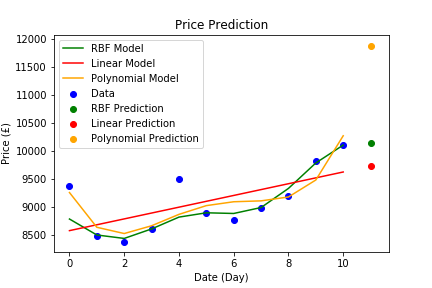 Price Prediction
12000
11500
11000
10500
10000
9500
9000
8500
Price (£)
RBF Model
Linear Model
Polynomial Model
Data
RBF Prediction
Linear Prediction
Polynomial Prediction
0 2 4 6 8 10
Date (Day)